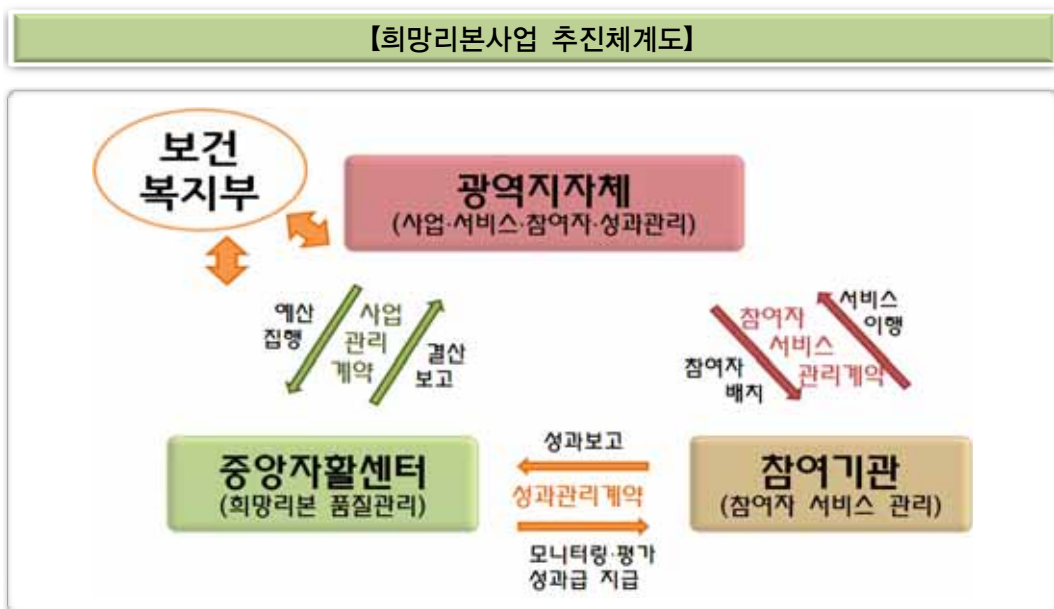 【희망리본사업 추진체계도】
보건
복지부
광역지자체
(사업·서비스·참여자·성과관리)
예산
집행
사업
관리
계약
결산
보고
참여자
배치
참여자
서비스
관리계약
서비스
이행
중앙자활센터
(희망리본 품질관리)
성과보고
성과관리계약
모니터링·평가
성과급 지급
참여기관
(참여자 서비스 관리)